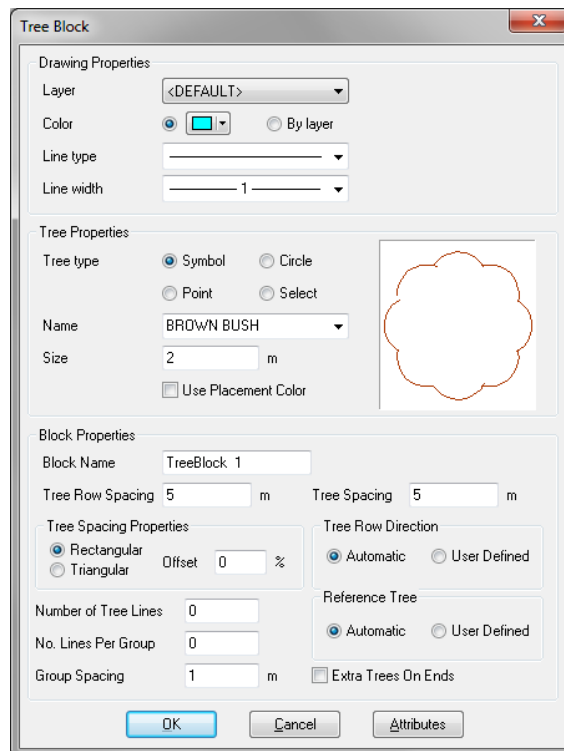 Tree Block
Drawing Properties
Layer <DEFAULT>
Color By layer
Line type
Line width 1
Tree Properties
Tree type Symbol Circle
Point Select
Name BROWN BUSH
Size 2 m
Use Placement Color
Block Properties
Block Name TreeBlock 1
Tree Row Spacing 5 m Tree Spacing 5 m
Tree Spacing Properties
Rectangular
Triangular
Offset 0 %
Tree Row Direction
Automatic User Defined
Number of Tree Lines 0
No. Lines Per Group 0
Group Spacing 1 m
Reference Tree
Automatic User Defined
Extra Trees On Ends
OK Cancel Attributes